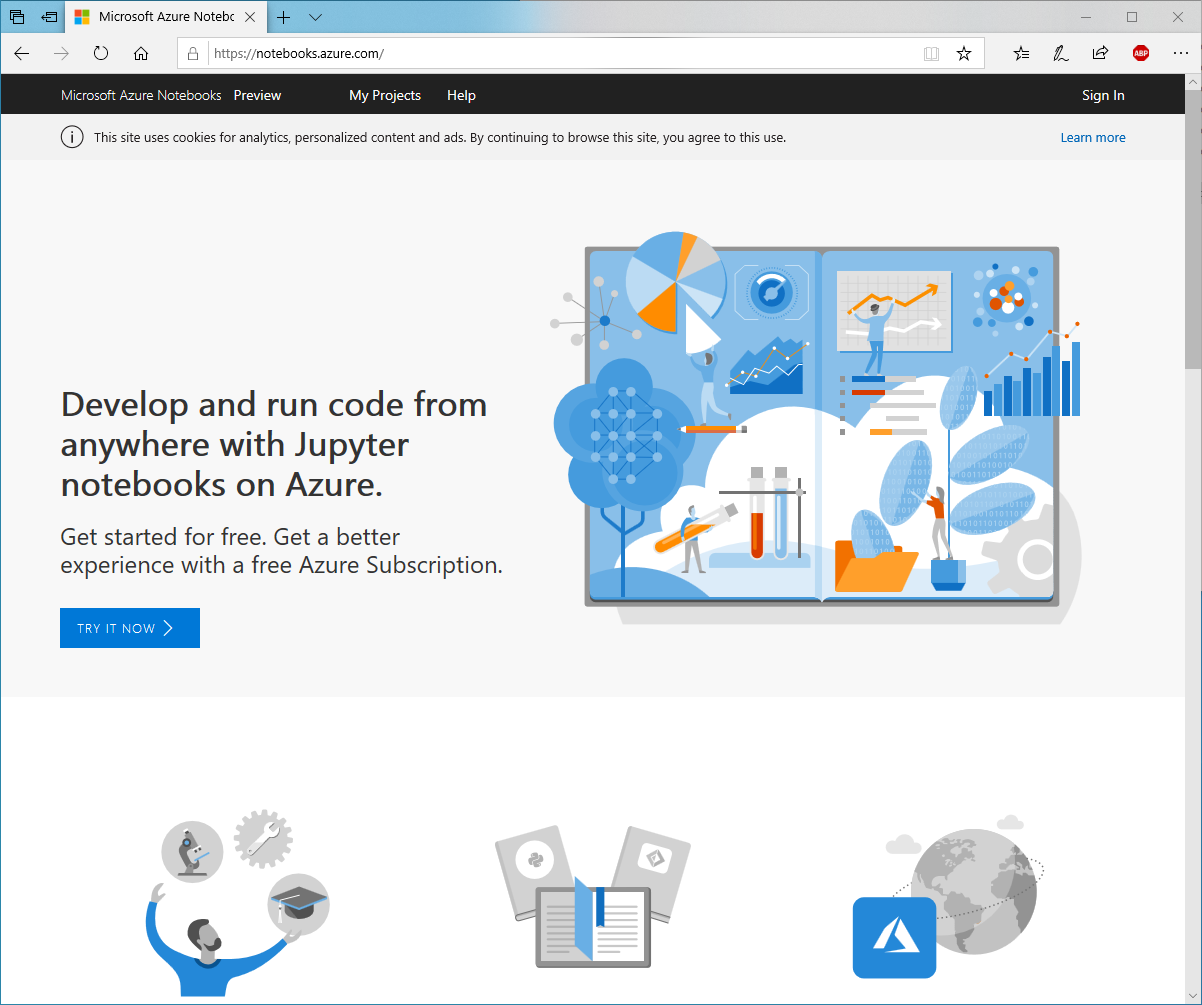 Microsoft Azure Notebo
https://notebooks.azure.com/
ABP
Microsoft Azure Notebooks Preview My Projects Help Sign In
This site uses cookies for analytics, personalized content and ads. By continuing to browse this site, you agree to this use. Learn more
Develop and run code from
anywhere with Jupyter
notebooks on Azure.
Get started for free. Get a better
experience with a free Azure Subscription.
TRY IT NOW